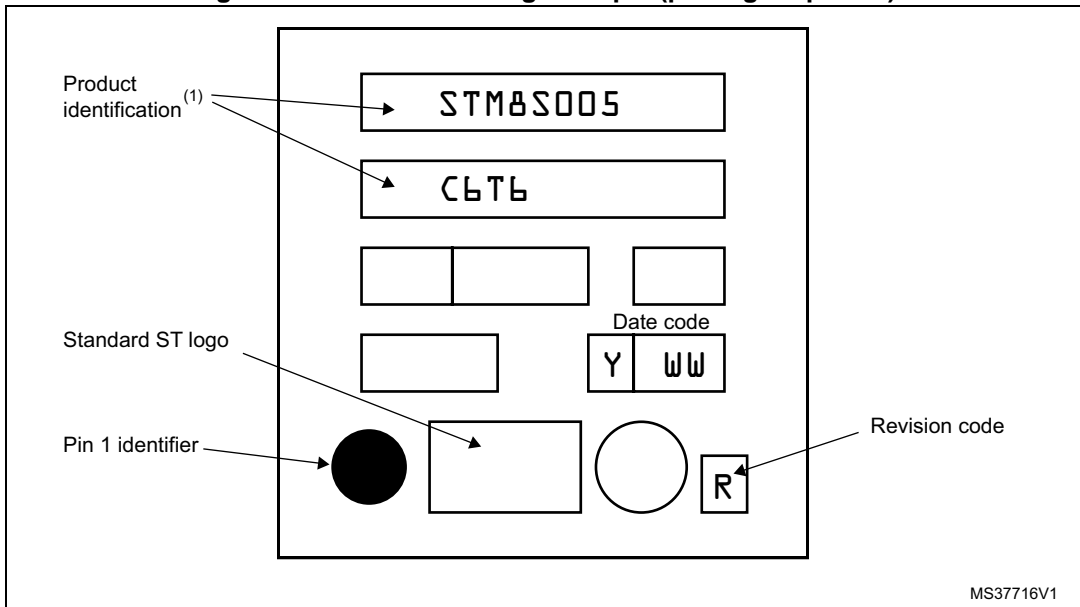 Product
identification (1)
STM8S005
C6T6
Date code
Standard ST logo
Y WW
Pin 1 identifier
Revision code
R
MS37716V1